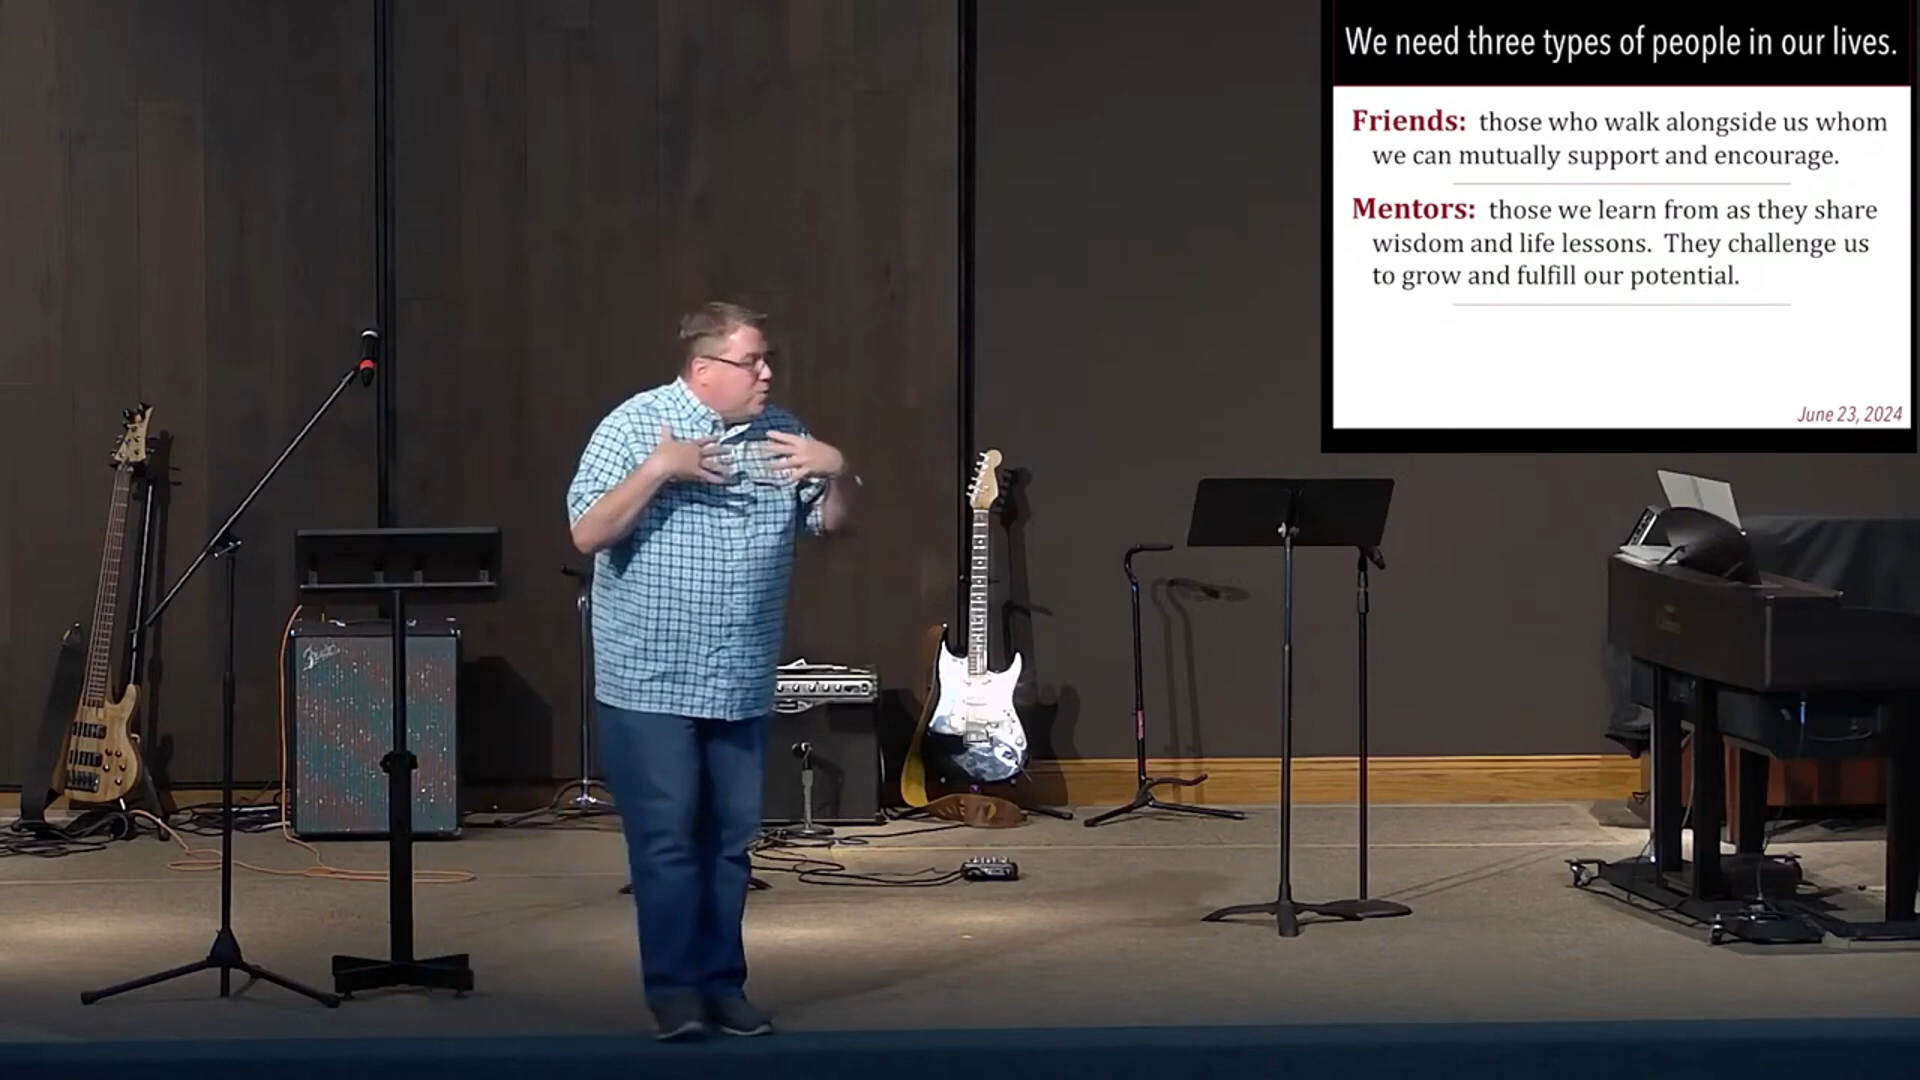 We need three types of people in our lives.
Friends: those who walk alongside us whom
we can mutually support and encourage.
Mentors: those we learn from as they share
wisdom and life lessons. They challenge us
to grow and fulfill our potential.
June 23, 2024
Fender